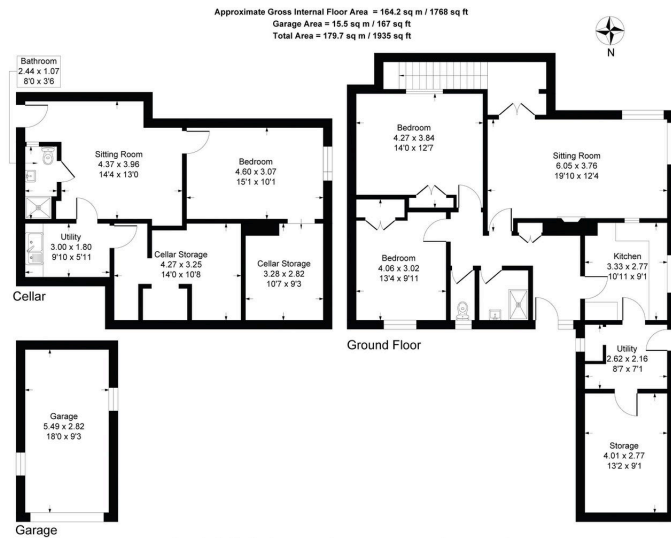 Approximate Gross Internal Floor Area = 164.2 sq m / 1768 sq ft
Garage Area = 15.5 sq m / 167 sq ft
Total Area = 179.7 sq m / 1935 sq ft
N
Bathroom
2.44 x 1.07
8'0 x 3'6
Sitting Room
4.37 x 3.96
14'4 x 13'0
Bedroom
4.60 x 3.07
15'1 x 10'1
Utility
3.00 x 1.80
9'10 x 5'11
Cellar Storage
4.27 x 3.25
14'0 x 10'8
Cellar Storage
3.28 x 2.82
10'7 x 9'3
Cellar
Bedroom
4.27 x 3.84
14'0 x 12'7
Sitting Room
6.05 x 3.76
19'10 x 12'4
Bedroom
4.06 x 3.02
13'4 x 9'11
Kitchen
3.33 x 2.77
10'11 x 9'1
Ground Floor
Utility
2.62 x 2.16
8'7 x 7'1
Storage
4.01 x 2.77
13'2 x 9'1
Garage
5.49 x 2.82
18'0 x 9'3
Garage